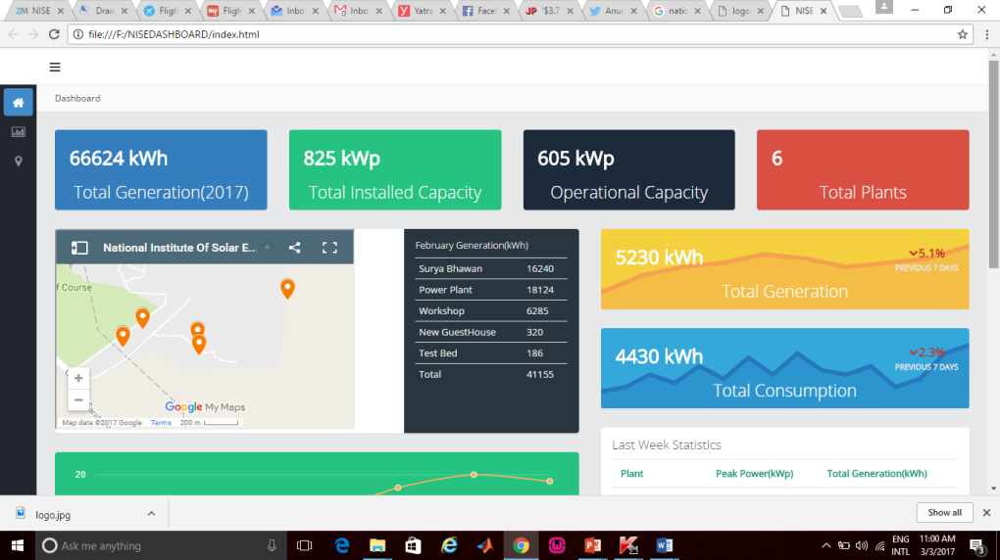 ZM NISE
Draw
Fligh
Fligh
Inbo
Inbo
Yatra
Facel
JP '$3.7
Anur
natio
logo
NISE
file:///F:/NISEDASHBOARD/index.html
Dashboard
66624 kWh
Total Generation(2017)
825 kWp
Total Installed Capacity
605 kWp
Operational Capacity
6
Total Plants
National Institute Of Solar E...
f Course
Google My Maps
Map data ©2017 Google Terms 200 m
February Generation(kWh)
Surya Bhawan 16240
Power Plant 18124
Workshop 6285
New GuestHouse 320
Test Bed 186
Total 41155
5230 kWh
5.1%
PREVIOUS 7 DAYS
Total Generation
4430 kWh
2.3%
PREVIOUS 7 DAYS
Total Consumption
Last Week Statistics
Plant Peak Power(kWp) Total Generation(kWh)
20
logo.jpg
Show all
Ask me anything
ENG
INTL
11:00 AM
3/3/2017
3